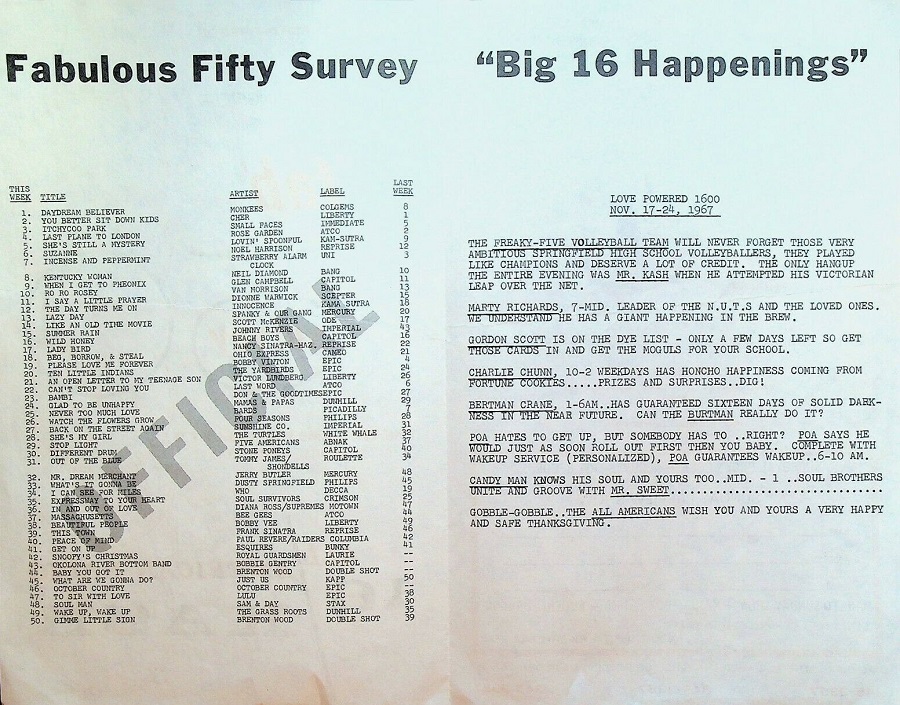 Fabulous Fifty Survey
THIS WEEK TITLE ARTIST LABEL LAST WEEK
1. DAYDREAM BELIEVER MONKEES COLGEMS 8
2. YOU BETTER SIT DOWN KIDS CHER LIBERTY 1
3. ITCHYCOO PARK SMALL FACES IMMEDIATE 5
4. LAST PLANE TO LONDON ROSE GARDEN ATCO 2
5. SHE'S STILL A MYSTERY LOVIN' SPOONFUL KAM-SUTRA 9
6. SUZANNE NOEL HARRISON REPRISE 12
7. INCENSE AND PEPPERMINT STRAWBERRY ALARM UNI 3
CLOCK
8. KENTUCKY WOMAN NEIL DIAMOND BANG 10
9. WHEN I GET TO PHEONIX GLEN CAMPBELL CAPITOL 11
10. RO RO ROSEY VAN MORRISON BANG 13
11. I SAY A LITTLE PRAYER DIONNE WARWICK SCEPTER 15
12. THE DAY TURNS ME ON INNOCENCE KAMA SUTRA 18
13. LAZY DAY SPANKY & OUR GANG MERCURY 20
14. LIKE AN OLD TIME MOVIE SCOTT McKENZIE ODE 17
15. SUMMER RAIN JOHNNY RIVERS IMPERIAL 43
16. WILD HONEY BEACH BOYS CAPITOL 16
17. LADY BIRD NANCY SINATRA-HAZ. REPRISE 22
18. BEG, BORROW, & STEAL OHIO EXPRESS CAMEO 21
19. PLEASE LOVE ME FOREVER BOBBY VINTON EPIC 4
20. TEN LITTLE INDIANS THE YARDBIRDS EPIC 24
21. AN OPEN LETTER TO MY TEENAGE SON VICTOR LUNDBERG LIBERTY 26
22. CAN'T STOP LOVING YOU LAST WORD ATCO 6
23. BAMBI DON & THE GOODTIMES EPIC 27
24. GLAD TO BE UNHAPPY MAMAS & PAPAS DUNHILL 29
25. NEVER TOO MUCH LOVE BARDS PICADILLY 7
26. WATCH THE FLOWERS GROW FOUR SEASONS PHILIPS 28
27. BACK ON THE STREET AGAIN SUNSHINE CO. IMPERIAL 31
28. SHE'S MY GIRL THE TURTLES WHITE WHALE 32
29. STOP LIGHT FIVE AMERICANS ABNAK 37
30. DIFFERENT DRUM STONE PONEYS CAPITOL 40
31. OUT OF THE BLUE TOMMY JAMES/ ROULETTE 34
SHONDELLS
32. MR. DREAM MERCHANT JERRY BUTLER MERCURY 48
33. WHAT'S IT GONNA BE DUSTY SPRINGFIELD PHILIPS 45
34. I CAN SEE FOR MILES WHO DECCA 19
35. EXPRESSWAY TO YOUR HEART SOUL SURVIVORS CRIMSON 25
36. IN AND OUT OF LOVE DIANA ROSS/SUPREMES MOTOWN 47
37. MASSACHUSETTS BEE GEES ATCO 44
38. BEAUTIFUL PEOPLE BOBBY VEE LIBERTY 49
39. THIS TOWN FRANK SINATRA REPRISE 46
40. PEACE OF MIND PAUL REVERE/RAIDERS COLUMBIA 42
41. GET ON UP ESQUIRES BUNKY 41
42. SNOOPY'S CHRISTMAS ROYAL GUARDSMEN LAURIE --
43. OKOLONA RIVER BOTTOM BAND BOBBIE GENTRY CAPITOL --
44. BABY YOU GOT IT BRENTON WOOD DOUBLE SHOT --
45. WHAT ARE WE GONNA DO? JUST US KAPP 50
46. OCTOBER COUNTRY OCTOBER COUNTRY EPIC --
47. TO SIR WITH LOVE LULU EPIC 38
48. SOUL MAN SAM & DAY STAX 30
49. WAKE UP, WAKE UP THE GRASS ROOTS DUNHILL 35
50. GIMME LITTLE SIGN BRENTON WOOD DOUBLE SHOT 39
OFFICIAL
"Big 16 Happenings"
LOVE POWERED 1600
NOV. 17-24, 1967
THE FREAKY-FIVE VOLLEYBALL TEAM WILL NEVER FORGET THOSE VERY
AMBITIOUS SPRINGFIELD HIGH SCHOOL VOLLEYBALLERS, THEY PLAYED
LIKE CHAMPIONS AND DESERVE A LOT OF CREDIT. THE ONLY HANGUP
THE ENTIRE EVENING WAS MR. KASH WHEN HE ATTEMPTED HIS VICTORIAN
LEAP OVER THE NET.
MARTY RICHARDS, 7-MID. LEADER OF THE N.U.T.S AND THE LOVED ONES.
WE UNDERSTAND HE HAS A GIANT HAPPENING IN THE BREW.
GORDON SCOTT IS ON THE DYE LIST - ONLY A FEW DAYS LEFT SO GET
THOSE CARDS IN AND GET THE MOGULS FOR YOUR SCHOOL.
CHARLIE CHUNN, 10-2 WEEKDAYS HAS HONCHO HAPPINESS COMING FROM
FORTUNE COOKIES.....PRIZES AND SURPRISES..DIG!
BERTMAN CRANE, 1-6AM..HAS GUARANTEED SIXTEEN DAYS OF SOLID DARK-
NESS IN THE NEAR FUTURE. CAN THE BURTMAN REALLY DO IT?
POA HATES TO GET UP, BUT SOMEBODY HAS TO ..RIGHT? POA SAYS HE
WOULD JUST AS SOON ROLL OUT FIRST THEN YOU BABY. COMPLETE WITH
WAKEUP SERVICE (PERSONALIZED), POA GUARANTEES WAKEUP..6-10 AM.
CANDY MAN KNOWS HIS SOUL AND YOURS TOO..MID. - 1 ..SOUL BROTHERS
UNITE AND GROOVE WITH MR. SWEET..................................
GOBBLE-GOBBLE..THE ALL AMERICANS WISH YOU AND YOURS A VERY HAPPY
AND SAFE THANKSGIVING.